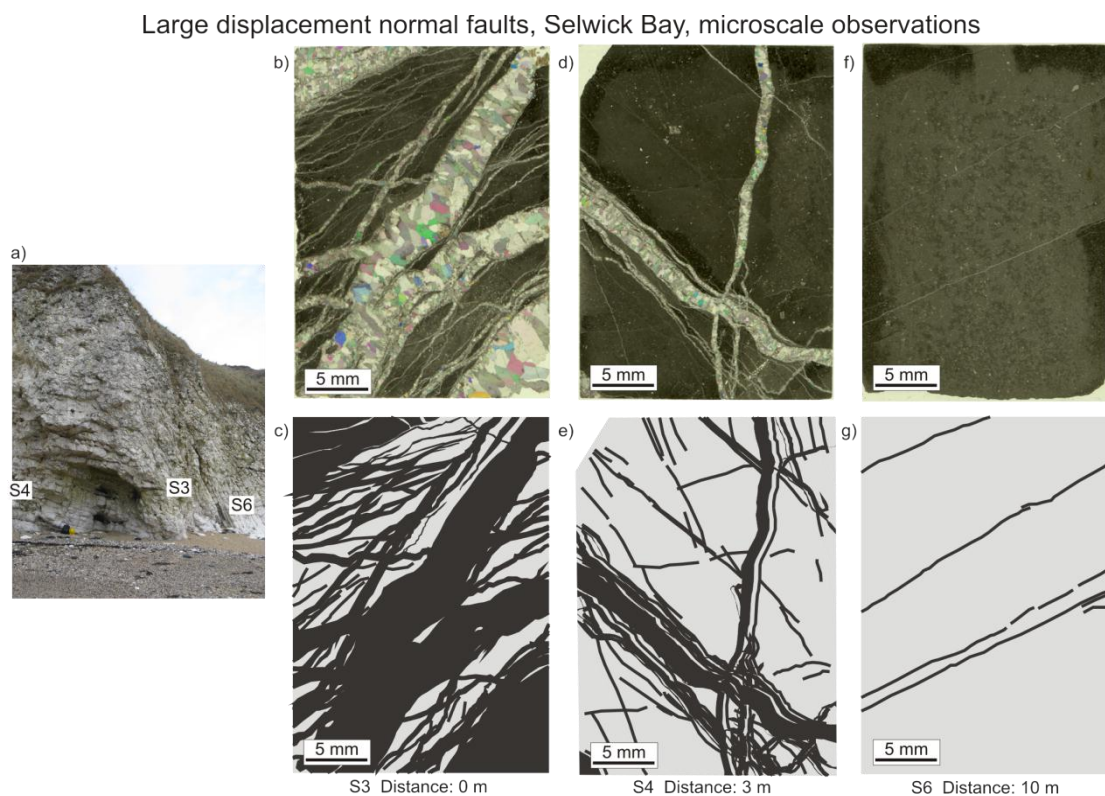 Large displacement normal faults, Selwick Bay, microscale observations
b)
d)
f)
5 mm
5 mm
5 mm
a)
S4
S3
S6
c)
e)
g)
5 mm
5 mm
5 mm
S3 Distance: 0 m
S4 Distance: 3 m
S6 Distance: 10 m